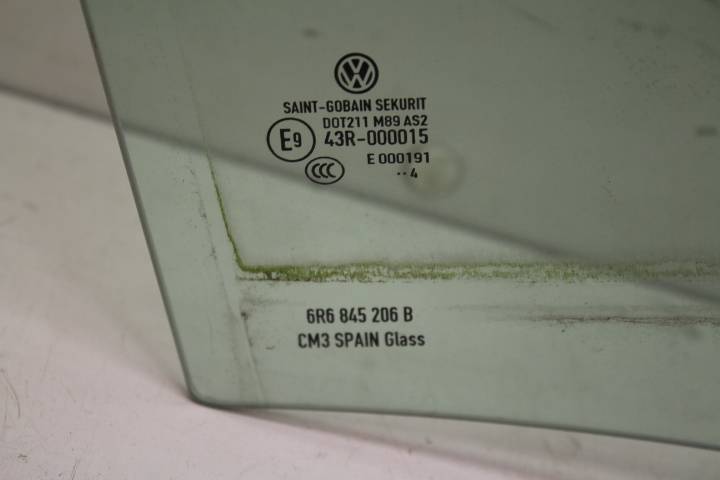 SAINT-GOBAIN SEKURIT
DOT211 M89 AS2
E9 43R-000015
E 000191
CCC ··4
6R6 845 206 B
CM3 SPAIN Glass